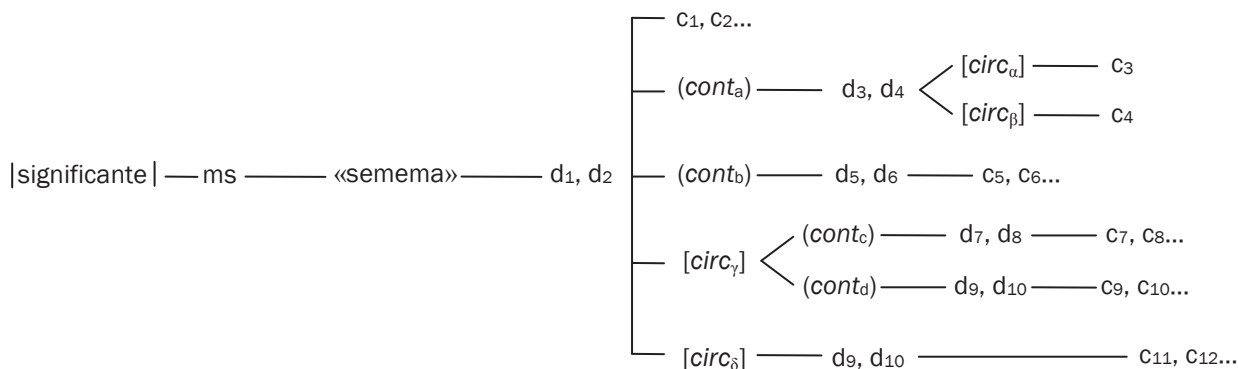 c1, c2...
[circα] c3
(conta) d3, d4
[circβ] c4
|significante| ms «semema» d1, d2 (contb) d5, d6 c5, c6...
(contc) d7, d8 c7, c8...
[circγ]
(contd) d9, d10 c9, c10...
[circδ] d9, d10 c11, c12...